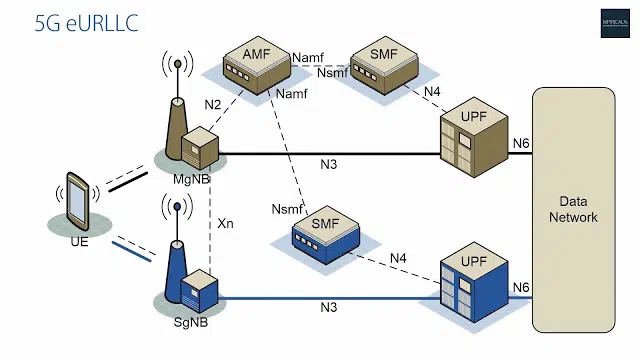 5G eURLLC
MPIRICAL
AMF
Namf
SMF
Nsmf
Namf
N2
N4
UPF
N6
MgNB
N3
Data
Network
UE
Xn
Nsmf
SMF
N4
UPF
N6
SgNB
N3